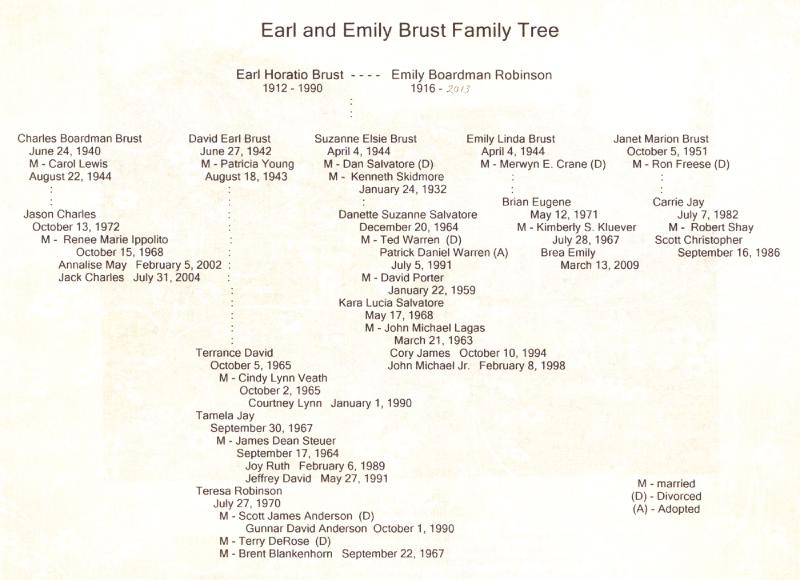 Earl and Emily Brust Family Tree
Earl Horatio Brust - - - - Emily Boardman Robinson
1912 - 1990 1916 - 2013
Charles Boardman Brust
June 24, 1940
M - Carol Lewis
August 22, 1944
Jason Charles
October 13, 1972
M - Renee Marie Ippolito
October 15, 1968
Annalise May February 5, 2002
Jack Charles July 31, 2004
David Earl Brust
June 27, 1942
M - Patricia Young
August 18, 1943
Terrance David
October 5, 1965
M - Cindy Lynn Veath
October 2, 1965
Courtney Lynn January 1, 1990
Tamela Jay
September 30, 1967
M - James Dean Steuer
September 17, 1964
Joy Ruth February 6, 1989
Jeffrey David May 27, 1991
Teresa Robinson
July 27, 1970
M - Scott James Anderson (D)
Gunnar David Anderson October 1, 1990
M - Terry DeRose (D)
M - Brent Blankenhorn September 22, 1967
Suzanne Elsie Brust
April 4, 1944
M - Dan Salvatore (D)
M - Kenneth Skidmore
January 24, 1932
Danette Suzanne Salvatore
December 20, 1964
M - Ted Warren (D)
Patrick Daniel Warren (A)
July 5, 1991
M - David Porter
January 22, 1959
Kara Lucia Salvatore
May 17, 1968
M - John Michael Lagas
March 21, 1963
Cory James October 10, 1994
John Michael Jr. February 8, 1998
Emily Linda Brust
April 4, 1944
M - Merwyn E. Crane (D)
Brian Eugene
May 12, 1971
M - Kimberly S. Kluever
July 28, 1967
Brea Emily
March 13, 2009
Janet Marion Brust
October 5, 1951
M - Ron Freese (D)
Carrie Jay
July 7, 1982
M - Robert Shay
Scott Christopher
September 16, 1986
M - married
(D) - Divorced
(A) - Adopted